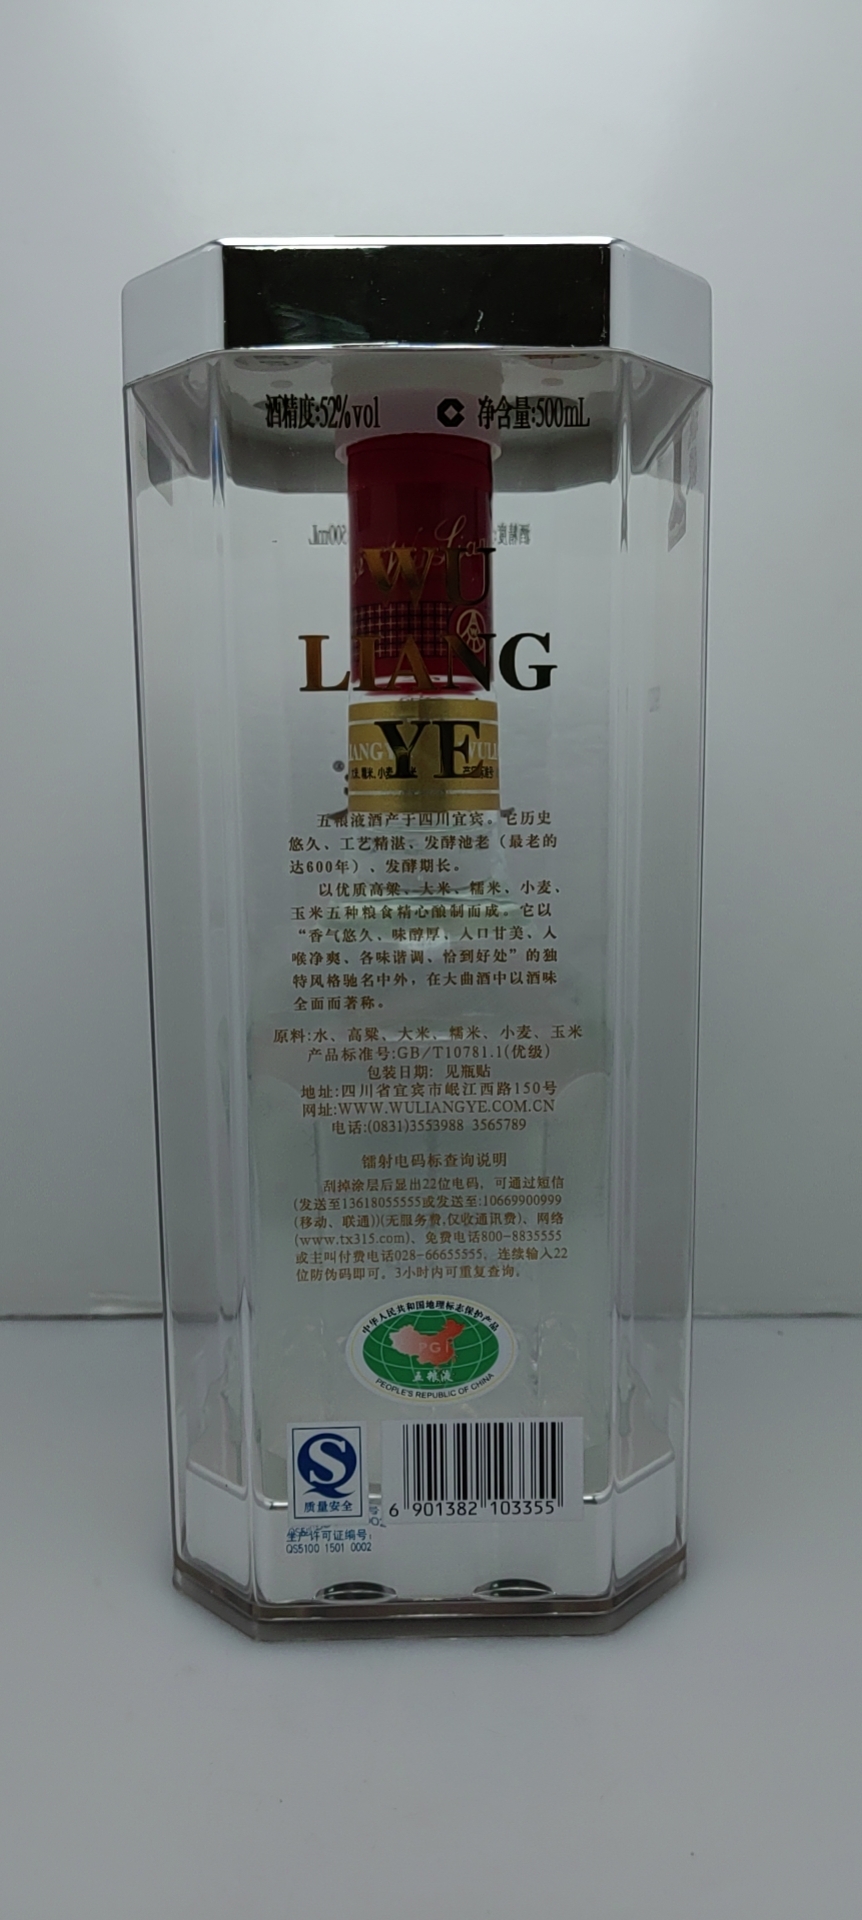 酒精度:52%vol 净含量:500mL
WU
LIANG
YE
五粮液酒产于四川宜宾。它历史
悠久、工艺精湛、发酵池老（最老的
达600年）、发酵期长。
以优质高粱、大米、糯米、小麦、
玉米五种粮食精心酿制而成。它以
“香气悠久、味醇厚、入口甘美、入
喉净爽、各味谐调、恰到好处”的独
特风格驰名中外，在大曲酒中以酒味
全面而著称。
原料:水、高粱、大米、糯米、小麦、玉米
产品标准号:GB/T10781.1(优级)
包装日期: 见瓶贴
地址:四川省宜宾市岷江西路150号
网址:WWW.WULIANGYE.COM.CN
电话:(0831)3553988 3565789
镭射电码标查询说明
刮掉涂层后显出22位电码，可通过短信
(发送至13618055555或发送至:10669900999
(移动、联通))(无服务费,仅收通讯费)、网络
(www.tx315.com)、免费电话800-8835555
或主叫付费电话028-66655555，连续输入22
位防伪码即可。3小时内可重复查询。
中华人民共和国地理标志保护产品
PGI
五粮液
PEOPLE'S REPUBLIC OF CHINA
质量安全
6 901382 103355
生产许可证编号:
QS5100 1501 0002